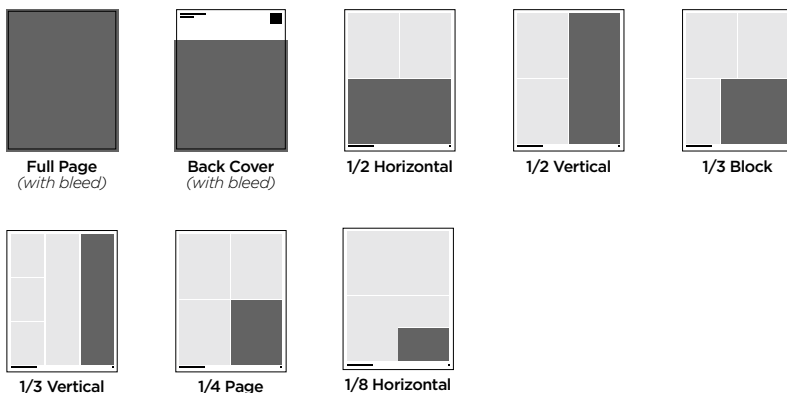 Full Page
(with bleed)
Back Cover
(with bleed)
1/2 Horizontal
1/2 Vertical
1/3 Block
1/3 Vertical
1/4 Page
1/8 Horizontal